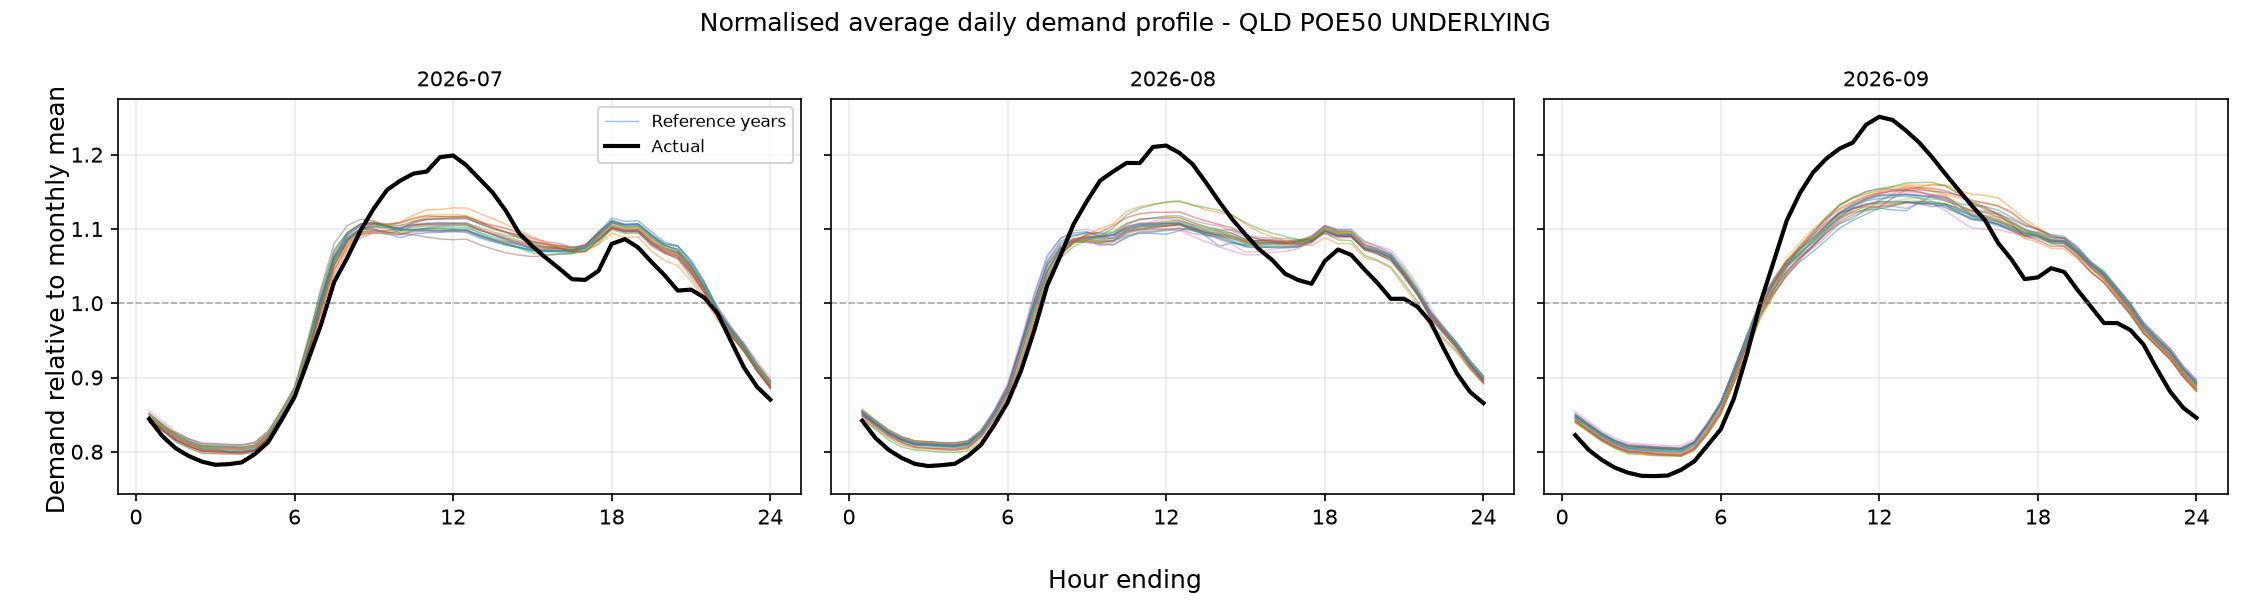 Normalised average daily demand profile - QLD POE50 UNDERLYING
2026-07
2026-08
2026-09
Demand relative to monthly mean
Reference years
Actual
1.2
1.1
1.0
0.9
0.8
0 6 12 18 24
0 6 12 18 24
0 6 12 18 24
Hour ending